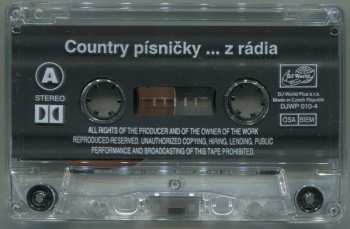 Country písničky ... z rádia
A
STEREO
DJ World
DJ World Plus s.r.o.
Made in Czech Republic
DJWP 010-4
OSA BIEM
ALL RIGHTS OF THE PRODUCER AND OF THE OWNER OF THE WORK
REPRODUCED RESERVED. UNAUTHORIZED COPYING, HIRING, LENDING, PUBLIC
PERFORMANCE AND BROADCASTING OF THIS TAPE PROHIBITED.